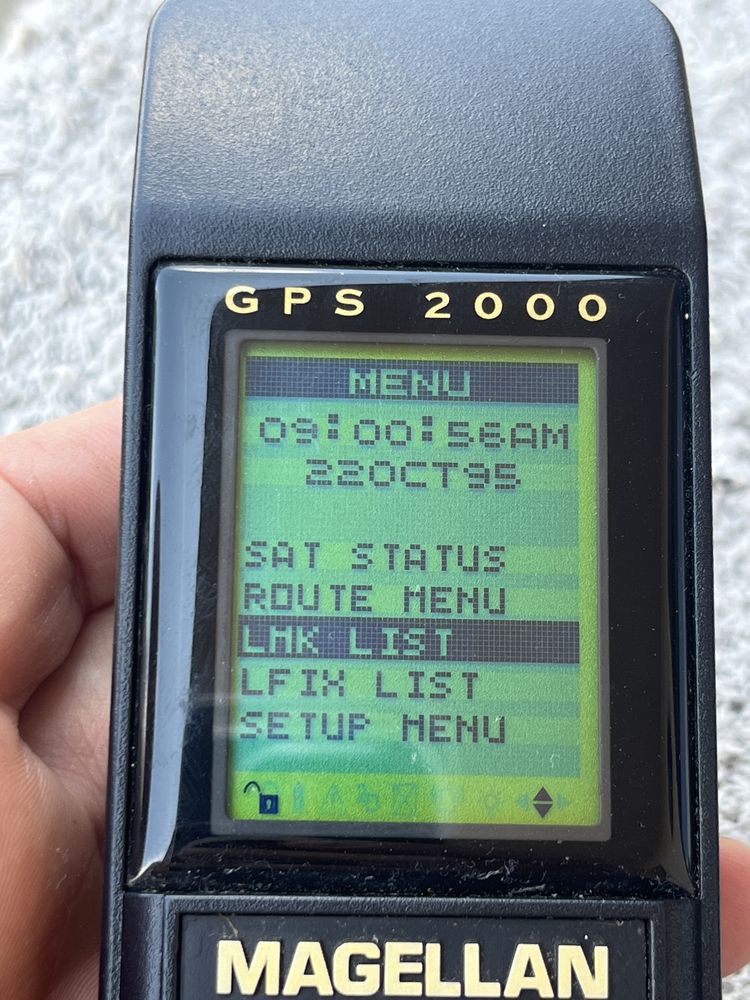 GPS 2000
MENU
09:00:56AM
22OCT95
SAT STATUS
ROUTE MENU
LMK LIST
LFIX LIST
SETUP MENU
MAGELLAN